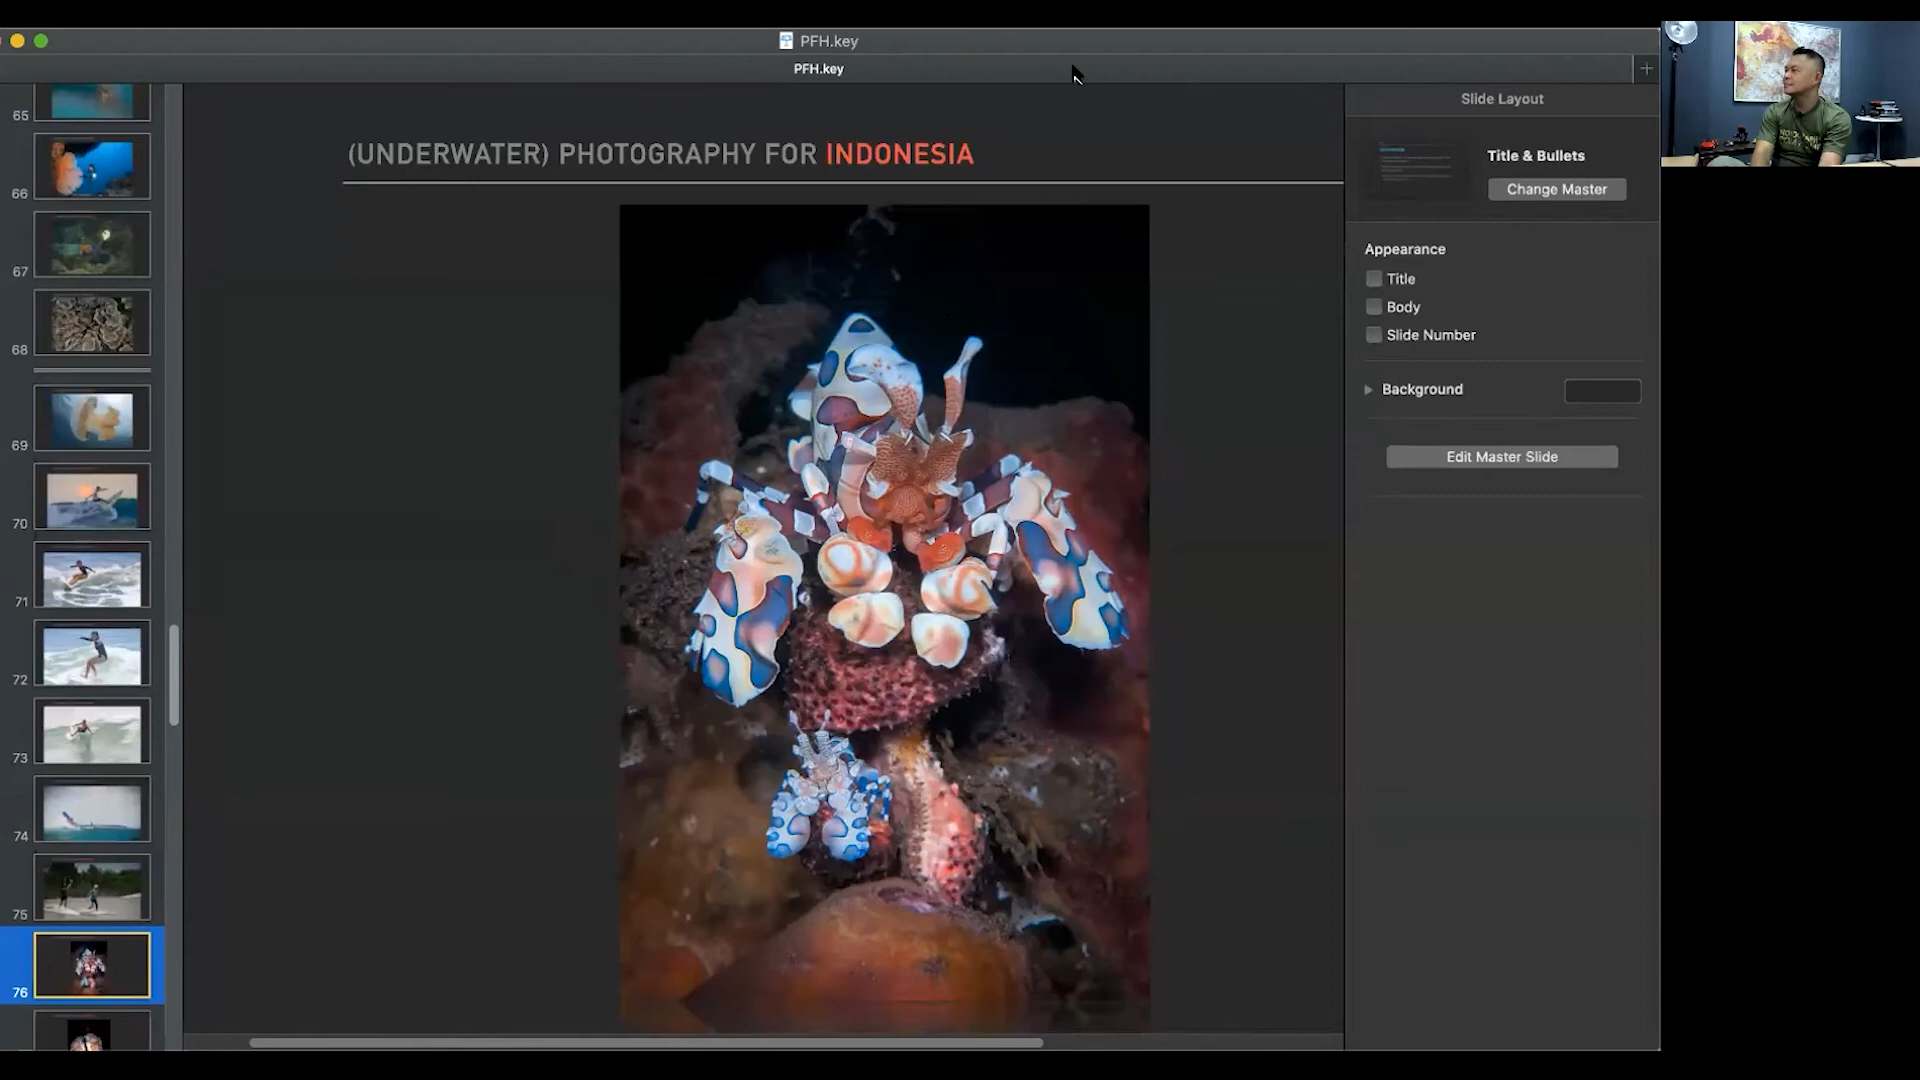 PFH.key
PFH.key
65
66
67
68
69
70
71
72
73
74
75
76
(UNDERWATER) PHOTOGRAPHY FOR INDONESIA
Slide Layout
Title & Bullets
Change Master
Appearance
Title
Body
Slide Number
Background
Edit Master Slide